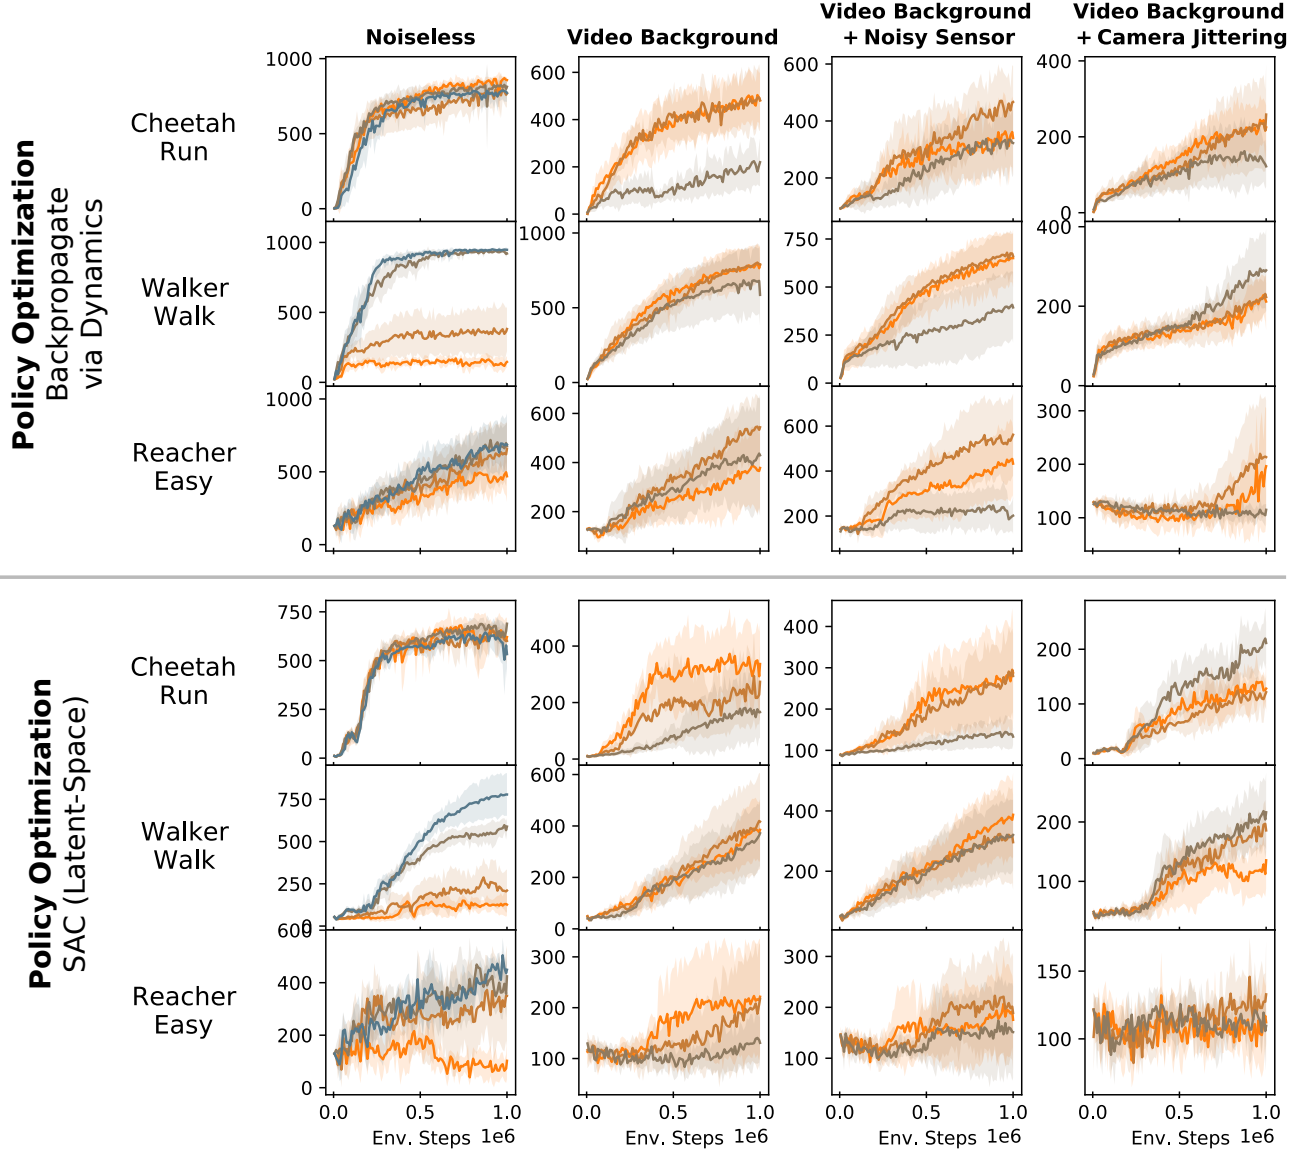 Noiseless
Video Background
Video Background
+ Noisy Sensor
Video Background
+ Camera Jittering
Policy Optimization
Backpropagate
via Dynamics
Cheetah
Run
1000
500
0
600
400
200
0
600
400
200
400
200
0
Walker
Walk
1000
500
0
1000
500
0
750
500
250
0
400
200
0
Reacher
Easy
1000
500
0
600
400
200
600
400
200
300
200
100
Policy Optimization
SAC (Latent-Space)
Cheetah
Run
750
500
250
0
400
200
0
400
300
200
100
200
100
0
Walker
Walk
750
500
250
0
600
400
200
0
400
200
200
100
Reacher
Easy
600
400
200
0
300
200
100
300
200
100
150
100
0.0 0.5 1.0
Env. Steps 1e6
0.0 0.5 1.0
Env. Steps 1e6
0.0 0.5 1.0
Env. Steps 1e6
0.0 0.5 1.0
Env. Steps 1e6